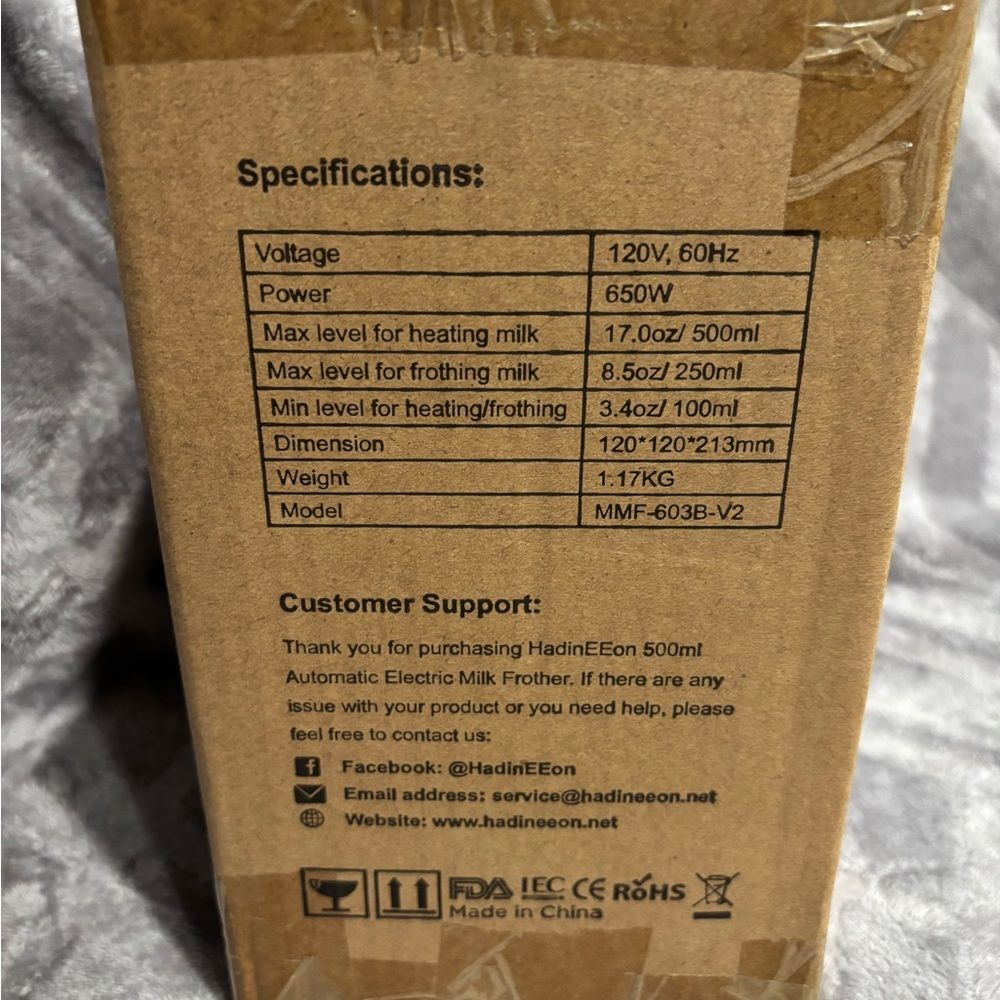 Specifications:
Voltage 120V, 60Hz
Power 650W
Max level for heating milk 17.0oz/ 500ml
Max level for frothing milk 8.5oz/ 250ml
Min level for heating/frothing 3.4oz/ 100ml
Dimension 120*120*213mm
Weight 1.17KG
Model MMF-603B-V2
Customer Support:
Thank you for purchasing HadinEEon 500ml
Automatic Electric Milk Frother. If there are any
issue with your product or you need help, please
feel free to contact us:
Facebook: @HadinEEon
Email address: service@hadineeon.net
Website: www.hadineeon.net
FDA IEC CE RoHS
Made in China